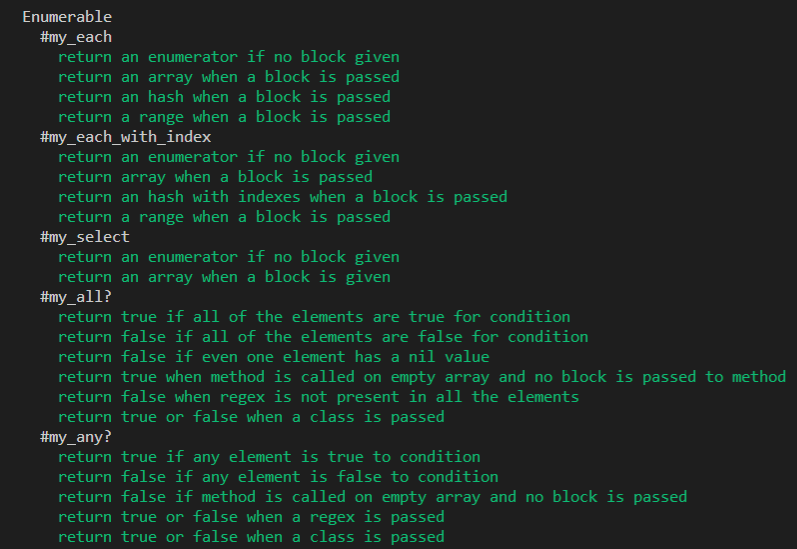 Enumerable
#my_each
return an enumerator if no block given
return an array when a block is passed
return an hash when a block is passed
return a range when a block is passed
#my_each_with_index
return an enumerator if no block given
return array when a block is passed
return an hash with indexes when a block is passed
return a range when a block is passed
#my_select
return an enumerator if no block given
return an array when a block is given
#my_all?
return true if all of the elements are true for condition
return false if all of the elements are false for condition
return false if even one element has a nil value
return true when method is called on empty array and no block is passed to method
return false when regex is not present in all the elements
return true or false when a class is passed
#my_any?
return true if any element is true to condition
return false if any element is false to condition
return false if method is called on empty array and no block is passed
return true or false when a regex is passed
return true or false when a class is passed